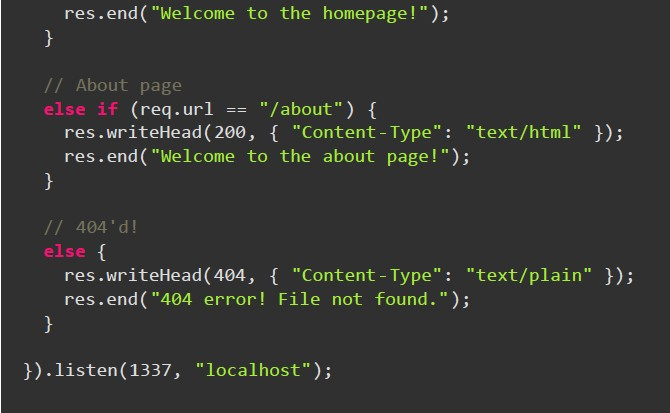 res.end("Welcome to the homepage!");
}
// About page
else if (req.url == "/about") {
res.writeHead(200, { "Content-Type": "text/html" });
res.end("Welcome to the about page!");
}
// 404'd!
else {
res.writeHead(404, { "Content-Type": "text/plain" });
res.end("404 error! File not found.");
}
}).listen(1337, "localhost");